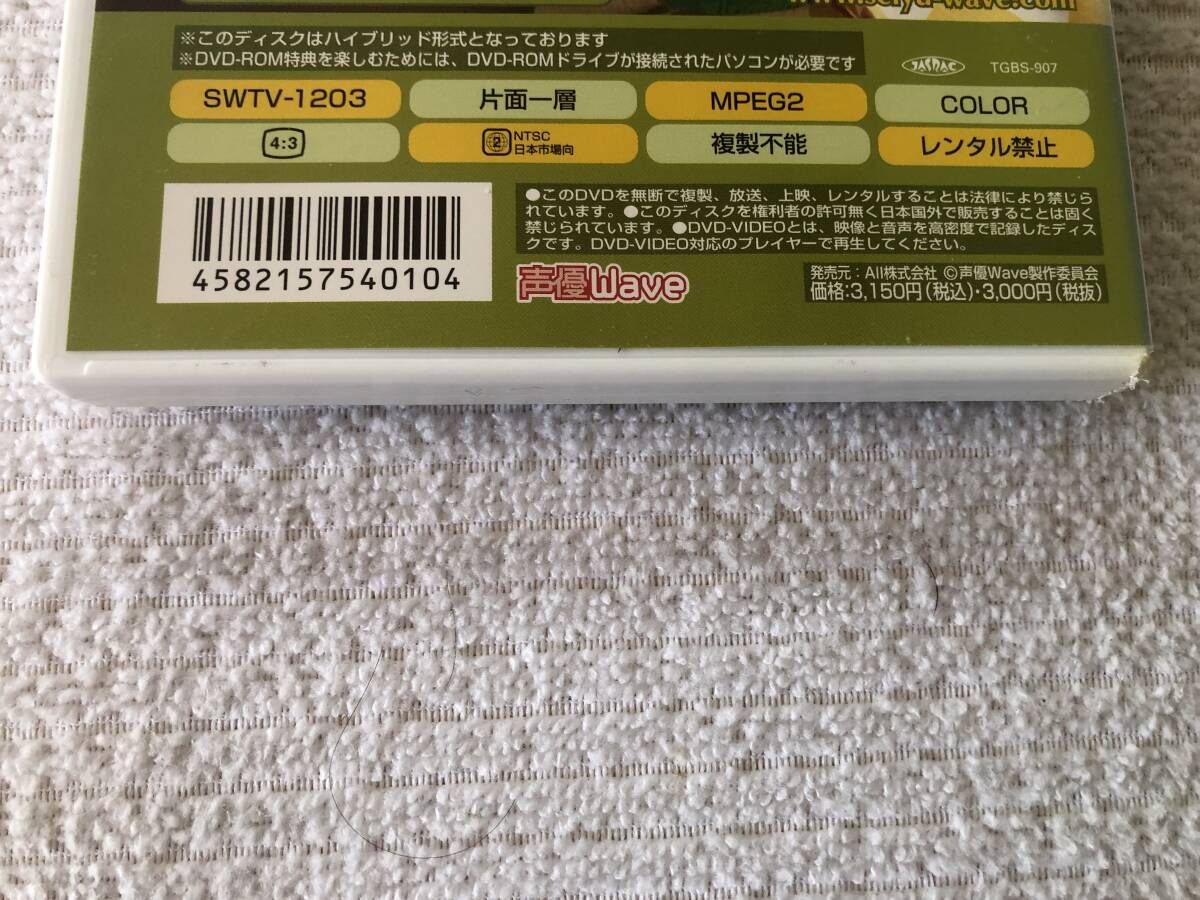 www.seiyu-wave.com
※このディスクはハイブリッド形式となっております
※DVD-ROM特典を楽しむためには、DVD-ROMドライブが接続されたパソコンが必要です
JASRAC
TGBS-907
SWTV-1203
片面一層
MPEG2
COLOR
4:3
2
NTSC
日本市場向
複製不能
レンタル禁止
4582157540104
●このDVDを無断で複製、放送、上映、レンタルすることは法律により禁じら
れています。●このディスクを権利者の許可無く日本国外で販売することは固く
禁じられています。●DVD-VIDEOとは、映像と音声を高密度で記録したディス
クです。DVD-VIDEO対応のプレイヤーで再生してください。
声優Wave
発売元：AII株式会社 ©声優Wave製作委員会
価格:3,150円(税込)・3,000円(税抜)